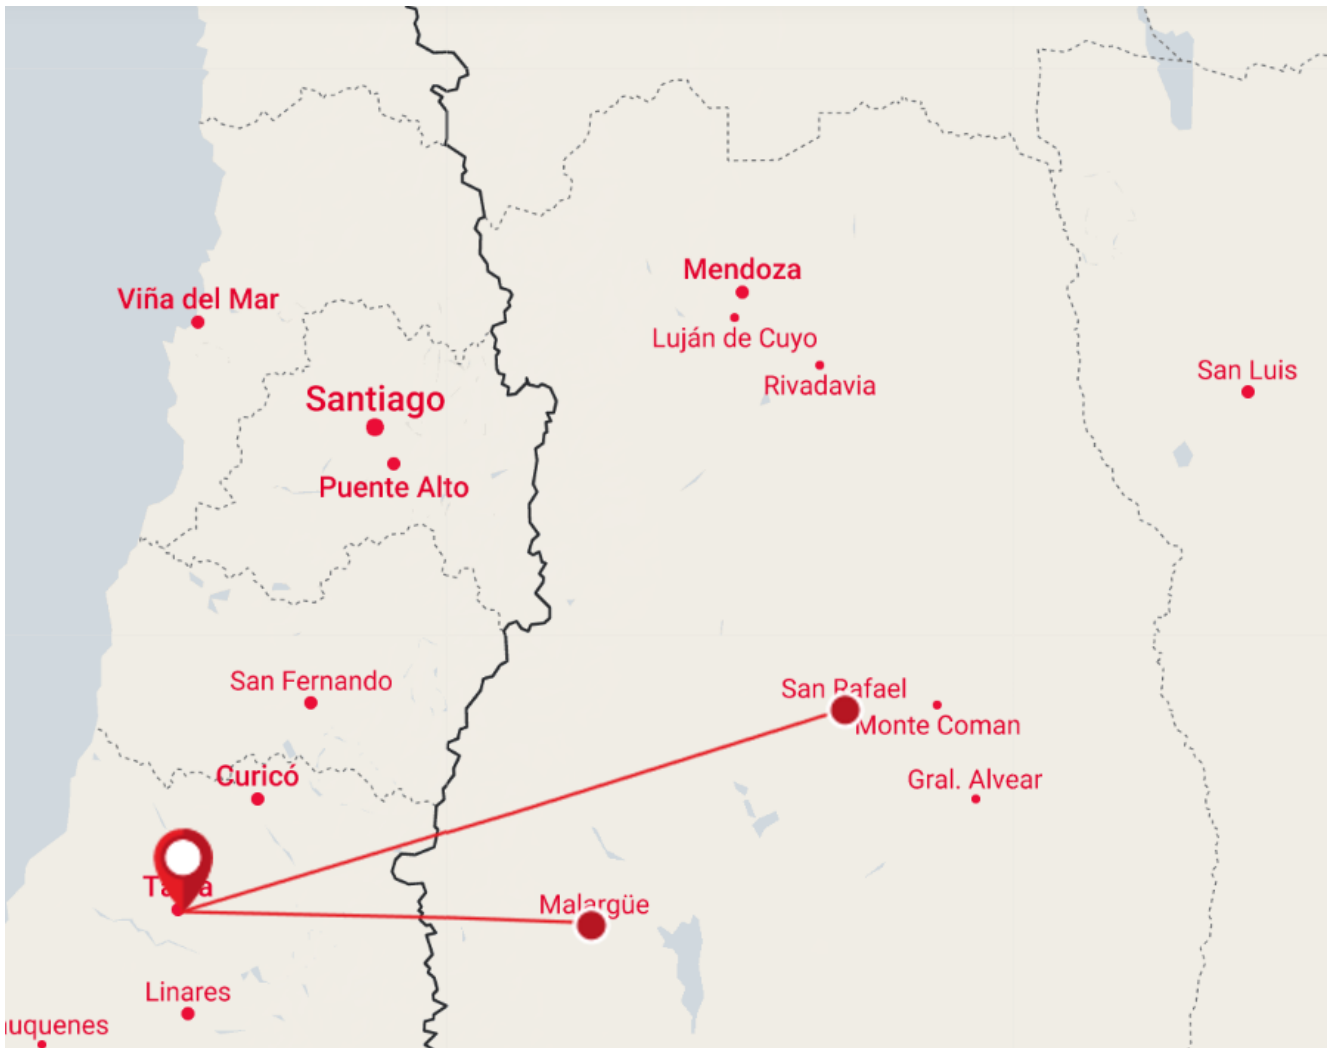 Mendoza
Viña del Mar
Luján de Cuyo
San Luis
Rivadavia
Santiago
Puente Alto
San Fernando
San Rafael
Monte Coman
Curicó
Gral. Alvear
Malargüe
Linares
uquenes